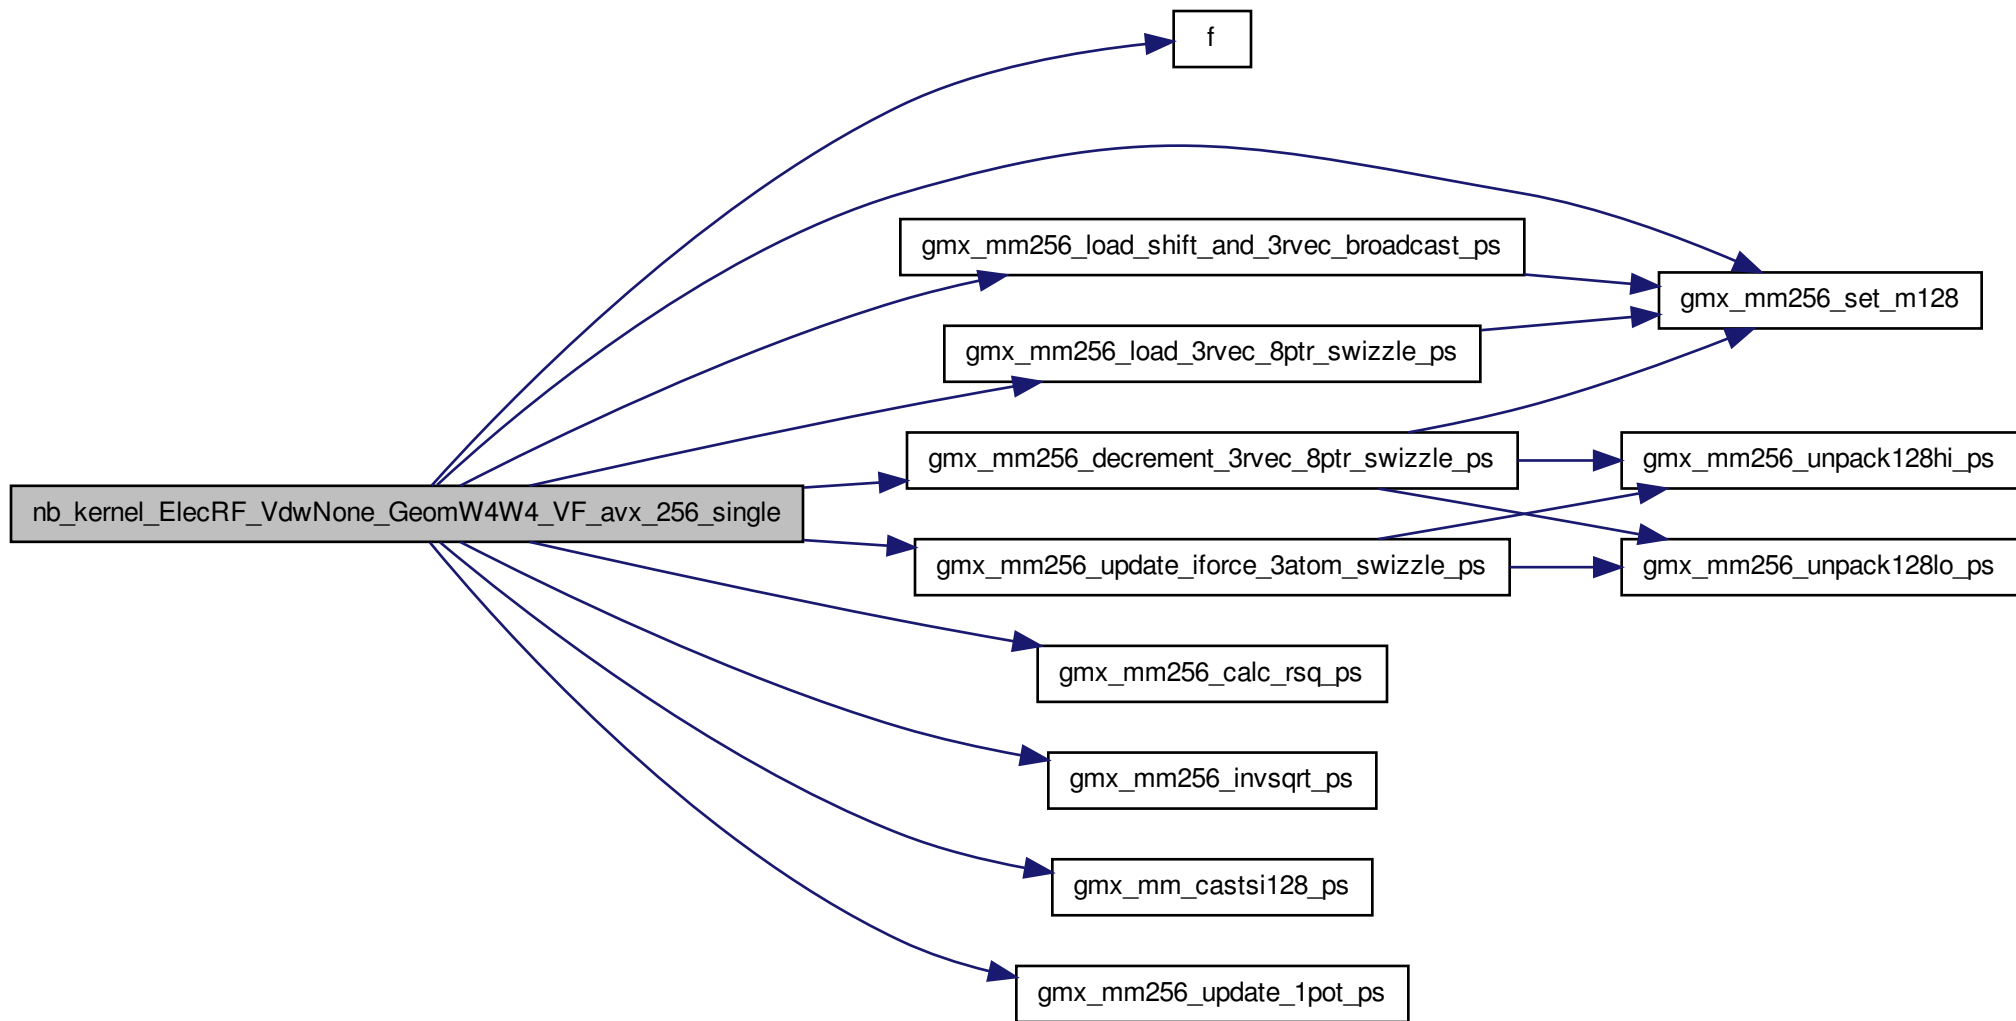 f
gmx_mm256_load_shift_and_3rvec_broadcast_ps
gmx_mm256_set_m128
gmx_mm256_load_3rvec_8ptr_swizzle_ps
gmx_mm256_decrement_3rvec_8ptr_swizzle_ps
gmx_mm256_unpack128hi_ps
nb_kernel_ElecRF_VdwNone_GeomW4W4_VF_avx_256_single
gmx_mm256_update_iforce_3atom_swizzle_ps
gmx_mm256_unpack128lo_ps
gmx_mm256_calc_rsq_ps
gmx_mm256_invsqrt_ps
gmx_mm_castsi128_ps
gmx_mm256_update_1pot_ps